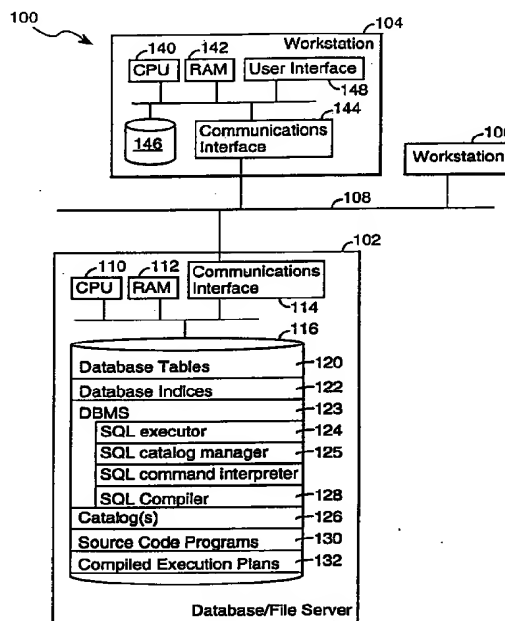 100
104
Workstation
140
142
CPU
RAM
User Interface
148
144
146
Communications
Interface
Workstation
108
102
110
112
CPU
RAM
Communications
Interface
114
116
Database Tables
120
Database Indices
122
DBMS
123
SQL executor
124
SQL catalog manager
125
SQL command interpreter
SQL Compiler
128
Catalog(s)
126
Source Code Programs
130
Compiled Execution Plans
132
Database/File Server